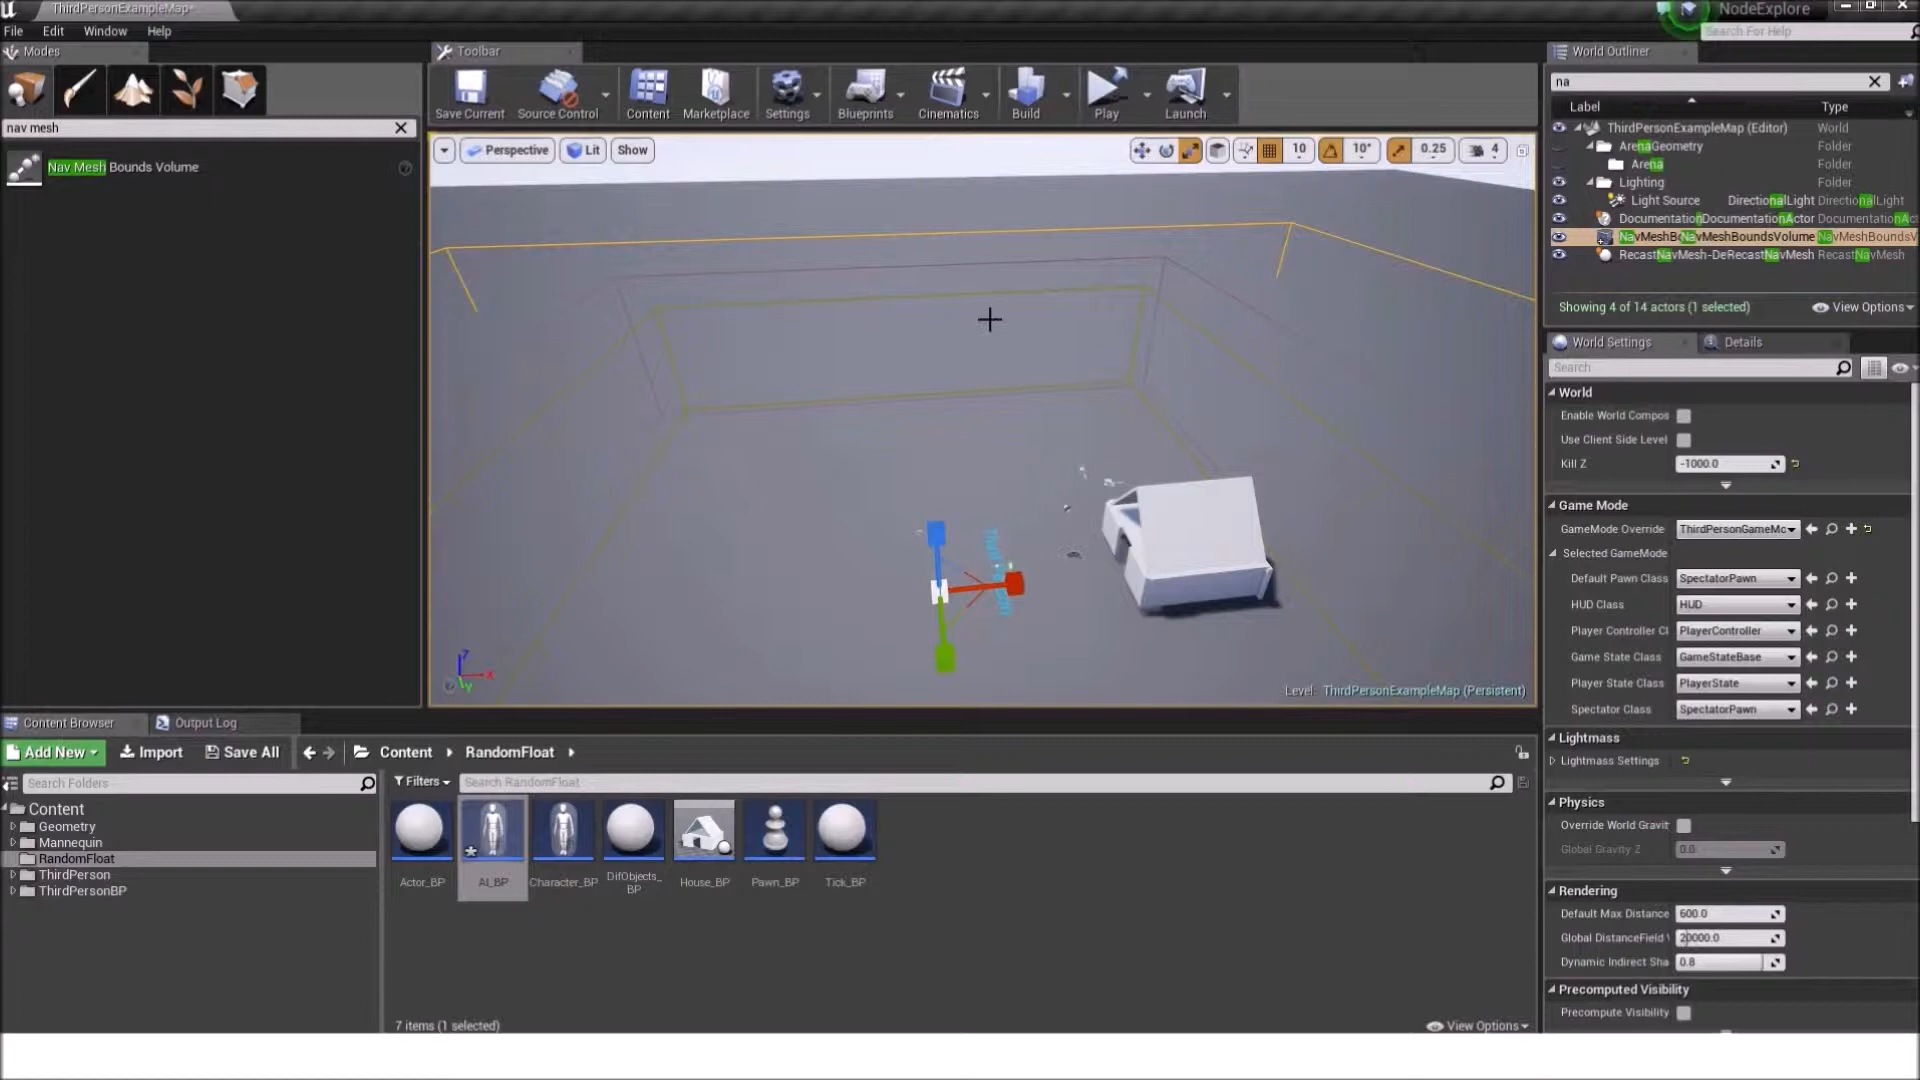 ThirdPersonExampleMap*
NodeExplore
File Edit Window Help
Search For Help
Modes
Toolbar
World Outliner
Save Current
Source Control
Content
Marketplace
Settings
Blueprints
Cinematics
Build
Play
Launch
nav mesh
Nav Mesh Bounds Volume
Perspective
Lit
Show
10
10°
0.25
4
na
Label
Type
ThirdPersonExampleMap (Editor) World
ArenaGeometry Folder
Arena Folder
Lighting Folder
Light Source DirectionalLight DirectionalLight
DocumentationDocumentationActor DocumentationAct
NavMeshBoNavMeshBoundsVolume NavMeshBoundsV
RecastNavMesh-DeRecastNavMesh RecastNavMesh
Showing 4 of 14 actors (1 selected)
View Options
World Settings
Details
Search
World
Enable World Compos
Use Client Side Level
Kill Z -1000.0
Game Mode
GameMode Override ThirdPersonGameMc
Selected GameMode
Default Pawn Class SpectatorPawn
HUD Class HUD
Player Controller Cl PlayerController
Game State Class GameStateBase
Player State Class PlayerState
Spectator Class SpectatorPawn
Lightmass
Lightmass Settings
Physics
Override World Gravit
Global Gravity Z 0.0
Rendering
Default Max Distance 600.0
Global DistanceField V 20000.0
Dynamic Indirect Sha 0.8
Precomputed Visibility
Precompute Visibility
Z
X
Y
Level: ThirdPersonExampleMap (Persistent)
Content Browser
Output Log
Add New
Import
Save All
Content
RandomFloat
Search Folders
Filters
Search RandomFloat
Content
Geometry
Mannequin
RandomFloat
ThirdPerson
ThirdPersonBP
Actor_BP
AI_BP
Character_BP
DifObjects_
BP
House_BP
Pawn_BP
Tick_BP
7 items (1 selected)
View Options